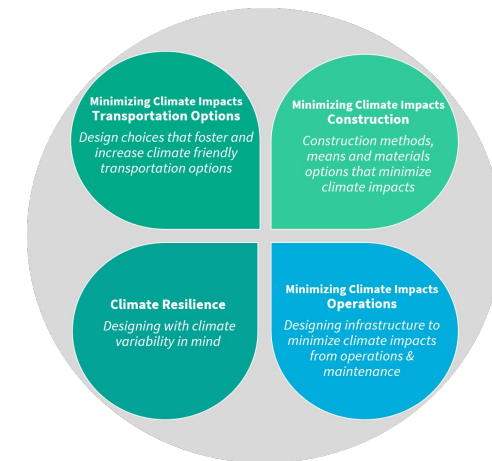 Minimizing Climate Impacts
Transportation Options
Design choices that foster and
increase climate friendly
transportation options
Minimizing Climate Impacts
Construction
Construction methods,
means and materials
options that minimize
climate impacts
Climate Resilience
Designing with climate
variability in mind
Minimizing Climate Impacts
Operations
Designing infrastructure to
minimize climate impacts
from operations &
maintenance